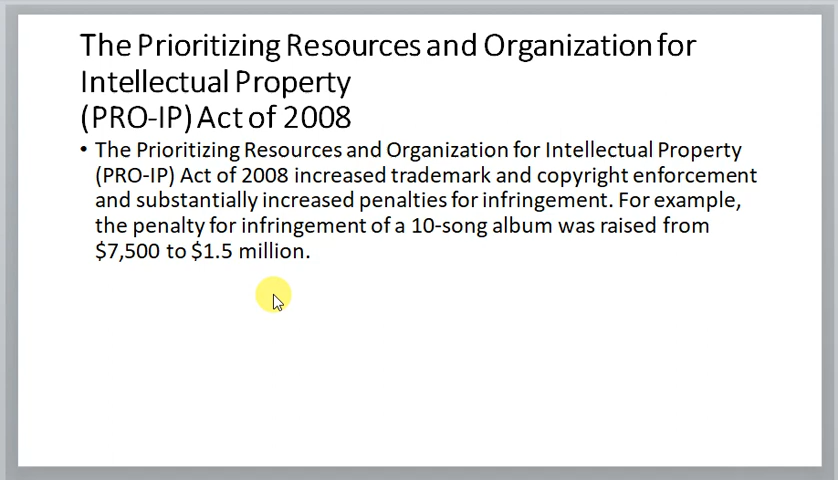 The Prioritizing Resources and Organization for
Intellectual Property
(PRO-IP) Act of 2008
• The Prioritizing Resources and Organization for Intellectual Property
(PRO-IP) Act of 2008 increased trademark and copyright enforcement
and substantially increased penalties for infringement. For example,
the penalty for infringement of a 10-song album was raised from
$7,500 to $1.5 million.